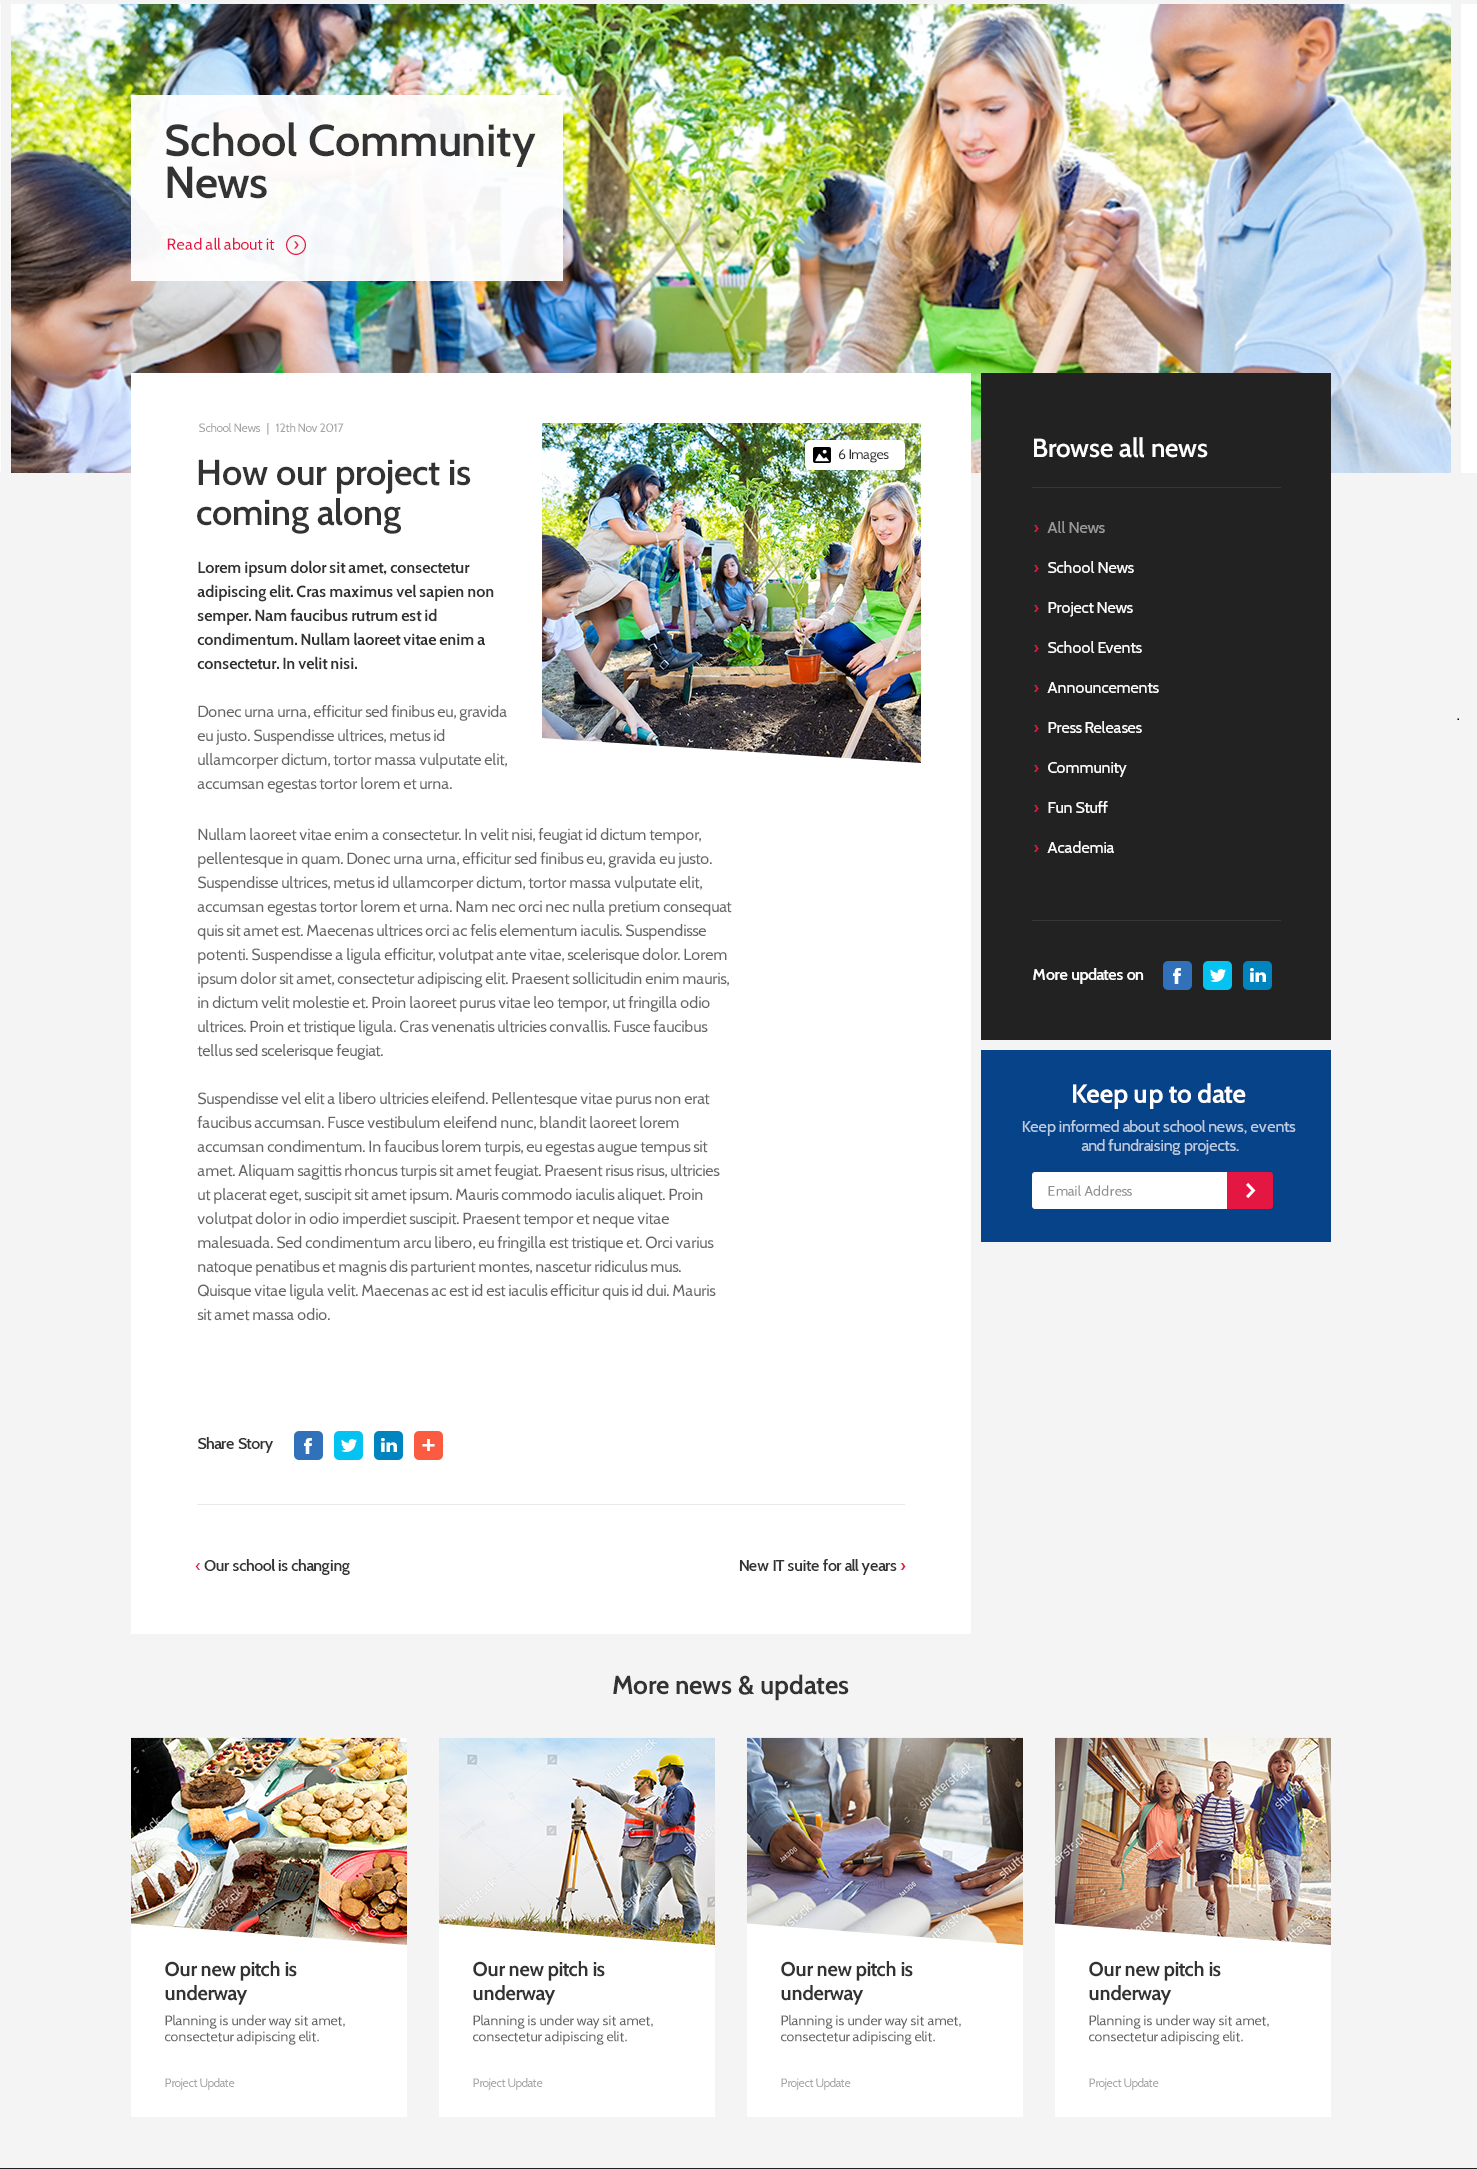 School Community
News
Read all about it
School News | 12th Nov 2017
How our project is
coming along
Lorem ipsum dolor sit amet, consectetur
adipiscing elit. Cras maximus vel sapien non
semper. Nam faucibus rutrum est id
condimentum. Nullam laoreet vitae enim a
consectetur. In velit nisi.
Donec urna urna, efficitur sed finibus eu, gravida
eu justo. Suspendisse ultrices, metus id
ullamcorper dictum, tortor massa vulputate elit,
accumsan egestas tortor lorem et urna.
6 Images
Nullam laoreet vitae enim a consectetur. In velit nisi, feugiat id dictum tempor,
pellentesque in quam. Donec urna urna, efficitur sed finibus eu, gravida eu justo.
Suspendisse ultrices, metus id ullamcorper dictum, tortor massa vulputate elit,
accumsan egestas tortor lorem et urna. Nam nec orci nec nulla pretium consequat
quis sit amet est. Maecenas ultrices orci ac felis elementum iaculis. Suspendisse
potenti. Suspendisse a ligula efficitur, volutpat ante vitae, scelerisque dolor. Lorem
ipsum dolor sit amet, consectetur adipiscing elit. Praesent sollicitudin enim mauris,
in dictum velit molestie et. Proin laoreet purus vitae leo tempor, ut fringilla odio
ultrices. Proin et tristique ligula. Cras venenatis ultricies convallis. Fusce faucibus
tellus sed scelerisque feugiat.
Suspendisse vel elit a libero ultricies eleifend. Pellentesque vitae purus non erat
faucibus accumsan. Fusce vestibulum eleifend nunc, blandit laoreet lorem
accumsan condimentum. In faucibus lorem turpis, eu egestas augue tempus sit
amet. Aliquam sagittis rhoncus turpis sit amet feugiat. Praesent risus risus, ultricies
ut placerat eget, suscipit sit amet ipsum. Mauris commodo iaculis aliquet. Proin
volutpat dolor in odio imperdiet suscipit. Praesent tempor et neque vitae
malesuada. Sed condimentum arcu libero, eu fringilla est tristique et. Orci varius
natoque penatibus et magnis dis parturient montes, nascetur ridiculus mus.
Quisque vitae ligula velit. Maecenas ac est id est iaculis efficitur quis id dui. Mauris
sit amet massa odio.
Share Story
‹ Our school is changing
New IT suite for all years ›
Browse all news
› All News
› School News
› Project News
› School Events
› Announcements
› Press Releases
› Community
› Fun Stuff
› Academia
More updates on
Keep up to date
Keep informed about school news, events
and fundraising projects.
Email Address
More news & updates
Our new pitch is
underway
Planning is under way sit amet,
consectetur adipiscing elit.
Project Update
Our new pitch is
underway
Planning is under way sit amet,
consectetur adipiscing elit.
Project Update
Our new pitch is
underway
Planning is under way sit amet,
consectetur adipiscing elit.
Project Update
Our new pitch is
underway
Planning is under way sit amet,
consectetur adipiscing elit.
Project Update